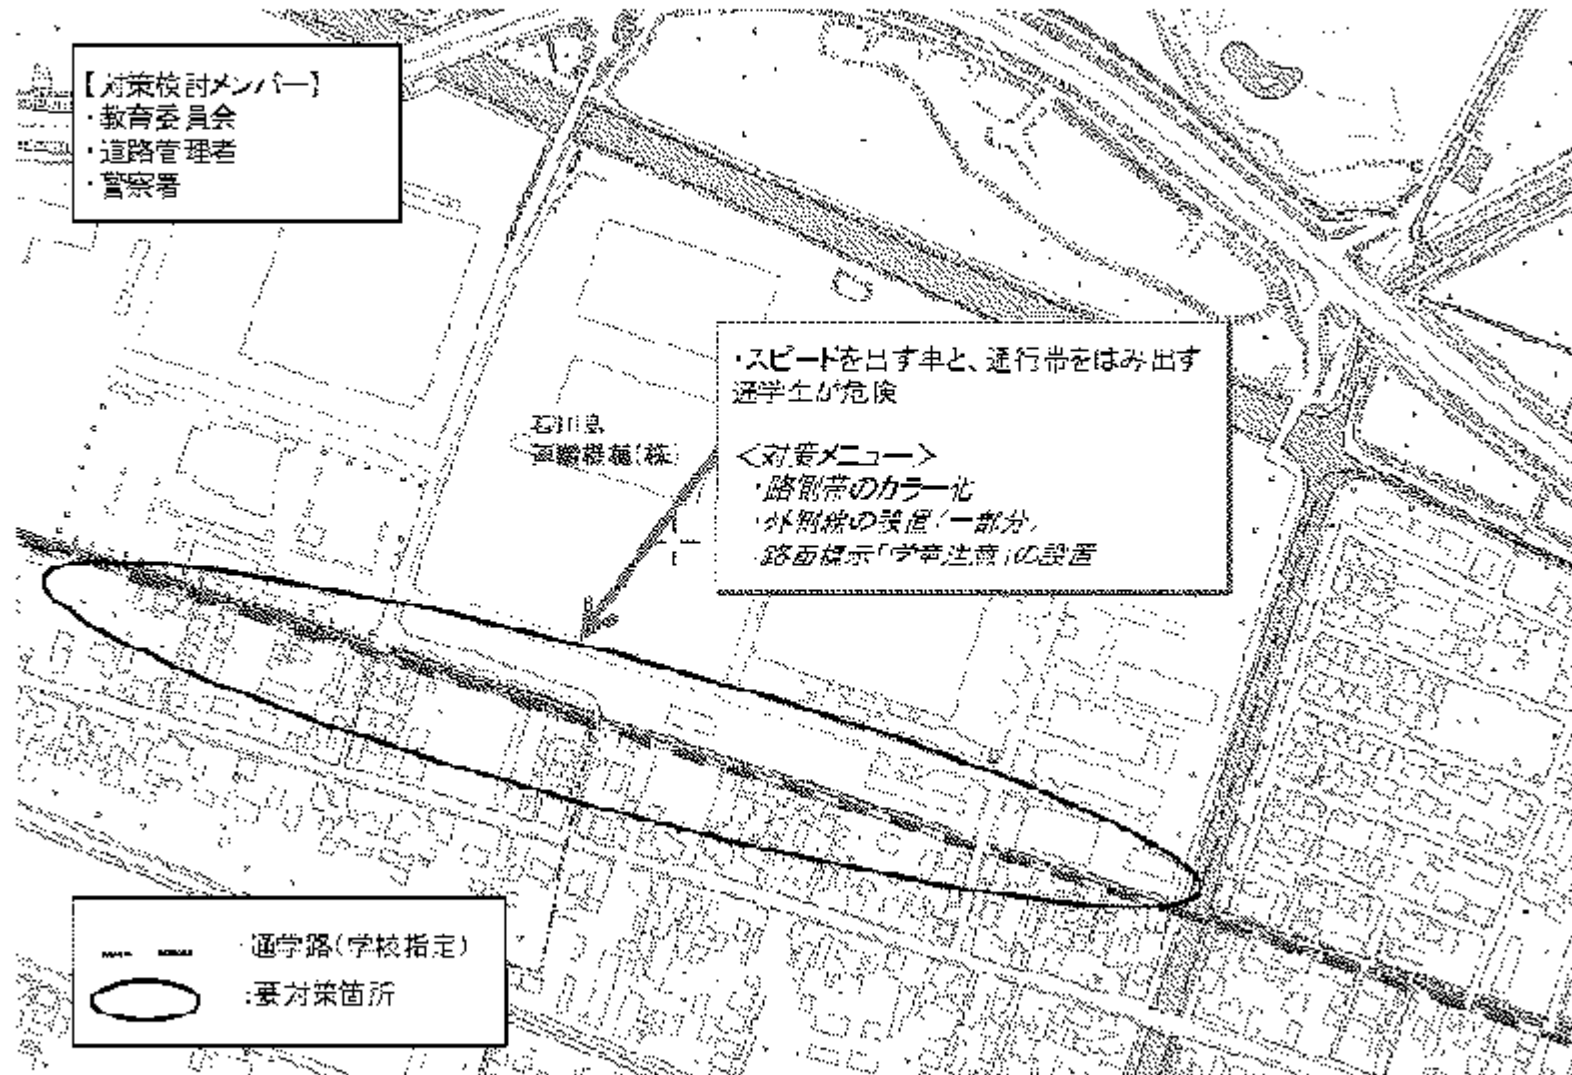 【対策検討メンバー】
・教育委員会
・道路管理者
・警察署
・スピードを出す車と、通行帯をはみ出す
通学生が危険
石川島
機械(株)
＜対策メニュー＞
・路側帯のカラー化
・外側線の設置(一部分)
・路面標示「学童注意」の設置
:通学路(学校指定)
:要対策箇所